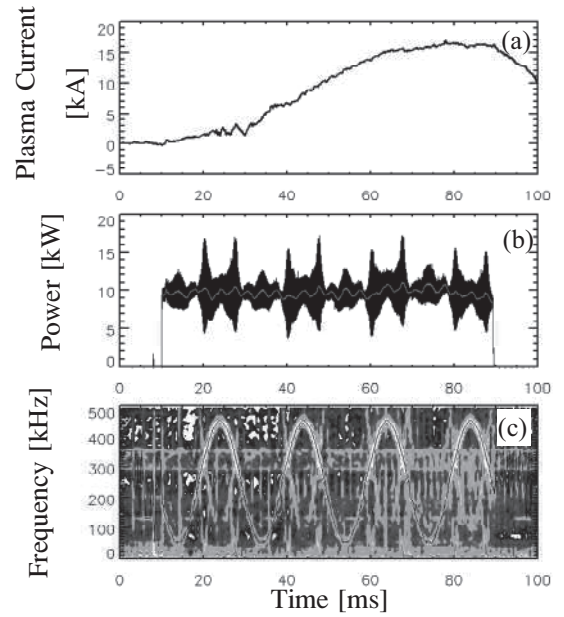 Plasma Current
[kA]
(a)
20
15
10
5
0
-5
0 20 40 60 80 100
Power [kW]
(b)
20
15
10
5
0
0 20 40 60 80 100
Frequency [kHz]
(c)
500
400
300
200
100
0
0 20 40 60 80 100
Time [ms]